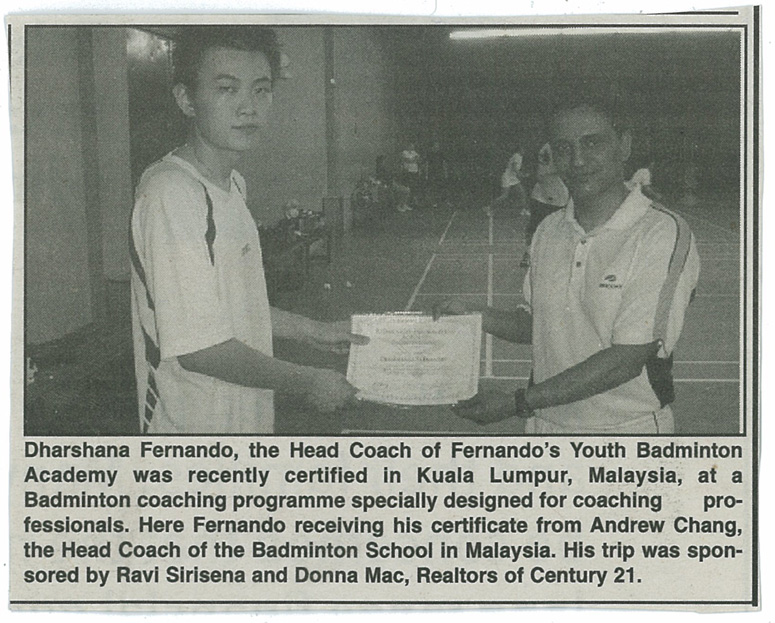 Dharshana Fernando, the Head Coach of Fernando's Youth Badminton
Academy was recently certified in Kuala Lumpur, Malaysia, at a
Badminton coaching programme specially designed for coaching pro-
fessionals. Here Fernando receiving his certificate from Andrew Chang,
the Head Coach of the Badminton School in Malaysia. His trip was spon-
sored by Ravi Sirisena and Donna Mac, Realtors of Century 21.